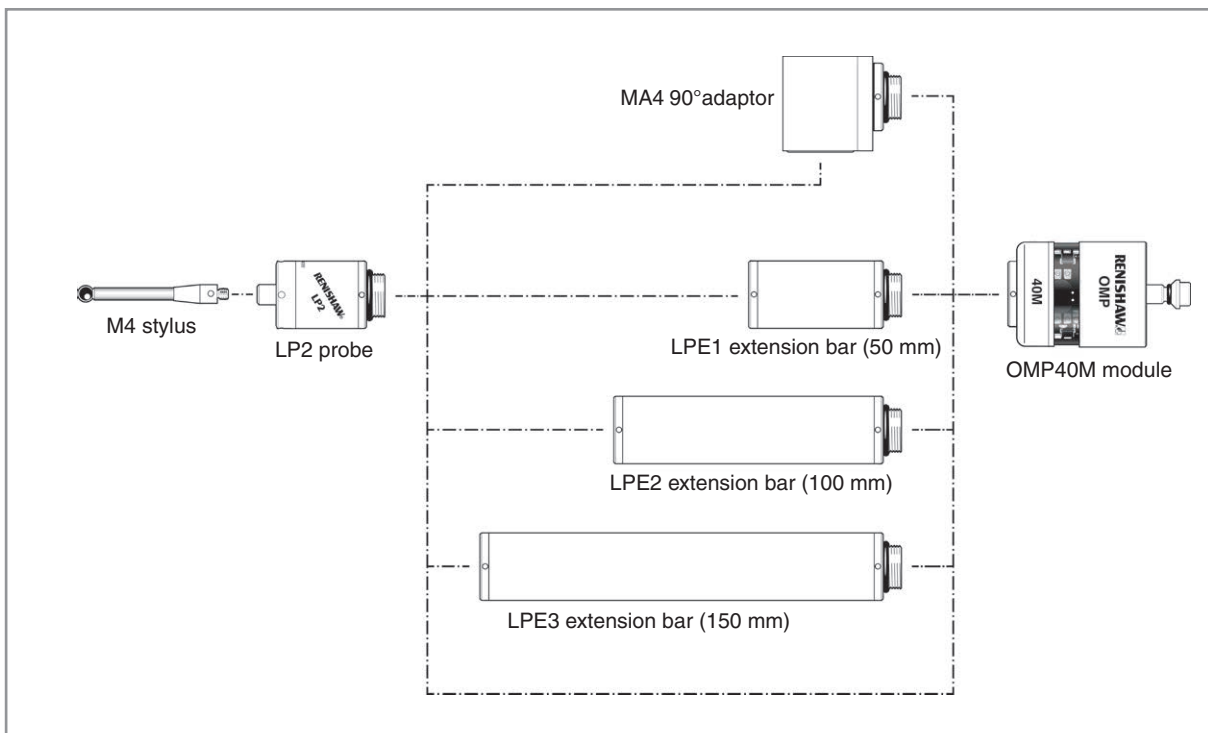 MA4 90°adaptor
M4 stylus
RENISHAW
LP2
LP2 probe
LPE1 extension bar (50 mm)
40M
RENISHAW
OMP
OMP40M module
LPE2 extension bar (100 mm)
LPE3 extension bar (150 mm)